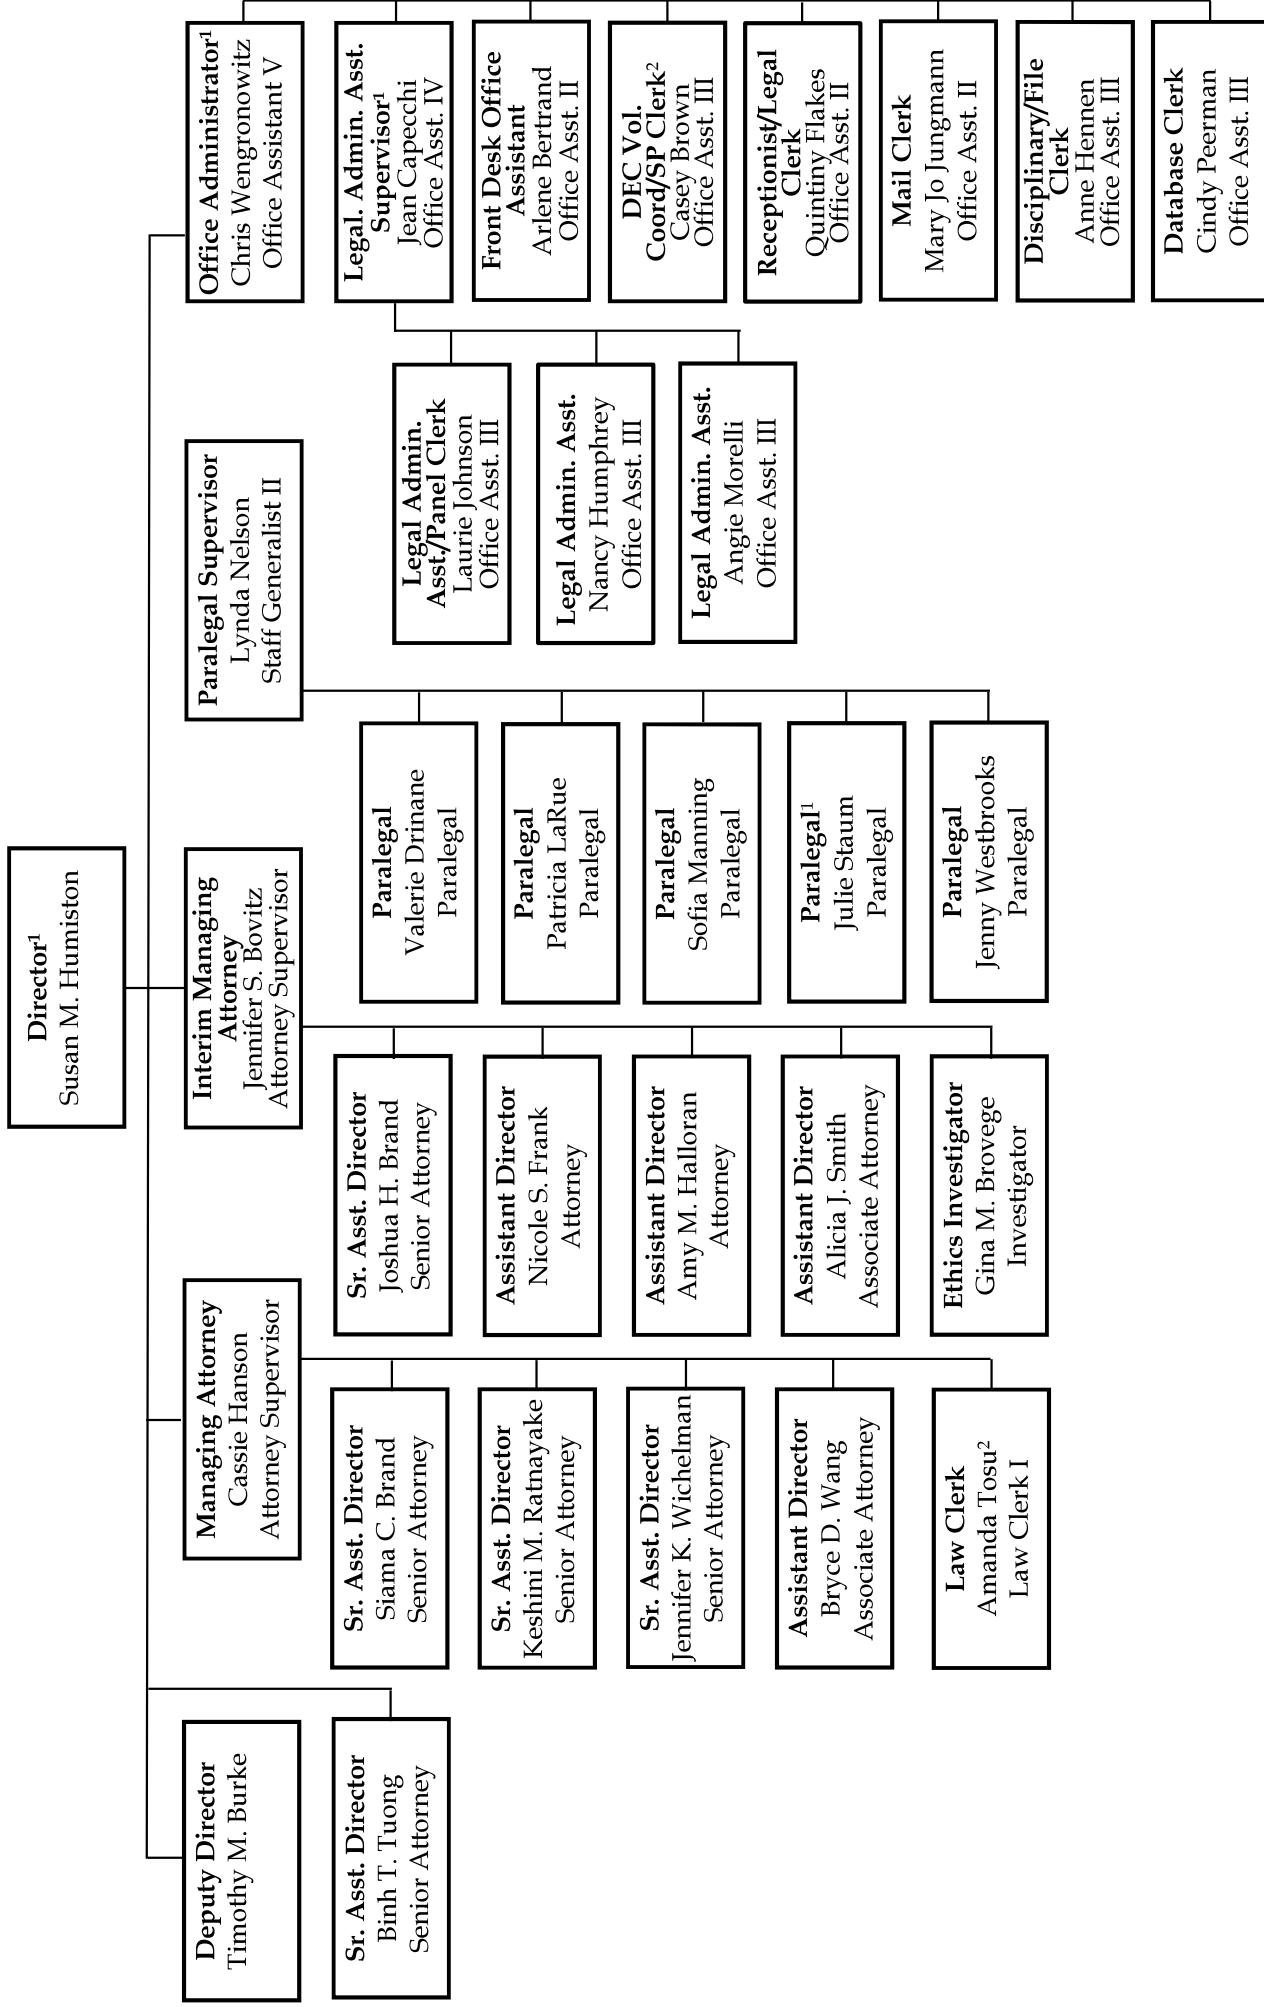 Director¹
Susan M. Humiston
Deputy Director
Timothy M. Burke
Sr. Asst. Director
Binh T. Tuong
Senior Attorney
Managing Attorney
Cassie Hanson
Attorney Supervisor
Sr. Asst. Director
Siama C. Brand
Senior Attorney
Sr. Asst. Director
Keshini M. Ratnayake
Senior Attorney
Sr. Asst. Director
Jennifer K. Wichelman
Senior Attorney
Assistant Director
Bryce D. Wang
Associate Attorney
Law Clerk
Amanda Tosu²
Law Clerk I
Interim Managing
Attorney
Jennifer S. Bovitz
Attorney Supervisor
Sr. Asst. Director
Joshua H. Brand
Senior Attorney
Assistant Director
Nicole S. Frank
Attorney
Assistant Director
Amy M. Halloran
Attorney
Assistant Director
Alicia J. Smith
Associate Attorney
Ethics Investigator
Gina M. Brovege
Investigator
Paralegal Supervisor
Lynda Nelson
Staff Generalist II
Paralegal
Valerie Drinane
Paralegal
Paralegal
Patricia LaRue
Paralegal
Paralegal
Sofia Manning
Paralegal
Paralegal¹
Julie Staum
Paralegal
Paralegal
Jenny Westbrooks
Paralegal
Office Administrator¹
Chris Wengronowitz
Office Assistant V
Legal. Admin. Asst.
Supervisor¹
Jean Capecchi
Office Asst. IV
Legal Admin.
Asst./Panel Clerk
Laurie Johnson
Office Asst. III
Legal Admin. Asst.
Nancy Humphrey
Office Asst. III
Legal Admin. Asst.
Angie Morelli
Office Asst. III
Front Desk Office
Assistant
Arlene Bertrand
Office Asst. II
DEC Vol.
Coord/SP Clerk²
Casey Brown
Office Asst. III
Receptionist/Legal
Clerk
Quintiny Flakes
Office Asst. II
Mail Clerk
Mary Jo Jungmann
Office Asst. II
Disciplinary/File
Clerk
Anne Hennen
Office Asst. III
Database Clerk
Cindy Peerman
Office Asst. III